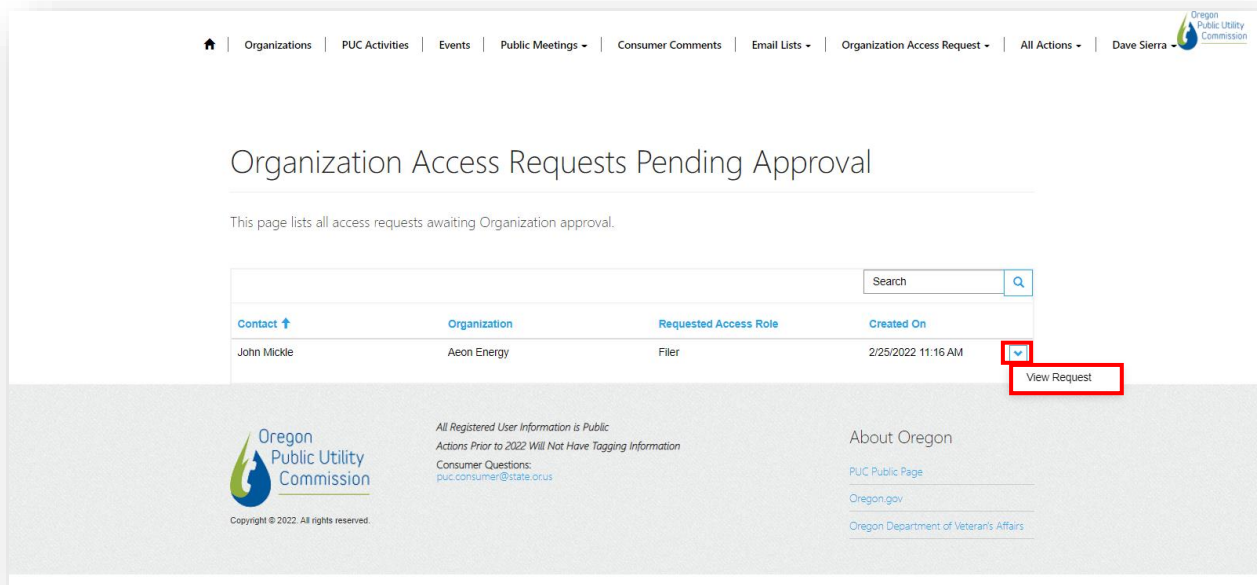 Organizations | PUC Activities | Events | Public Meetings | Consumer Comments | Email Lists | Organization Access Request | All Actions | Dave Sierra
Oregon
Public Utility
Commission
Organization Access Requests Pending Approval
This page lists all access requests awaiting Organization approval.
Search
Contact Organization Requested Access Role Created On
John Mickle Aeon Energy Filer 2/25/2022 11:16 AM
View Request
Oregon
Public Utility
Commission
Copyright © 2022. All rights reserved.
All Registered User Information is Public
Actions Prior to 2022 Will Not Have Tagging Information
Consumer Questions:
puc.consumer@state.or.us
About Oregon
PUC Public Page
Oregon.gov
Oregon Department of Veteran's Affairs